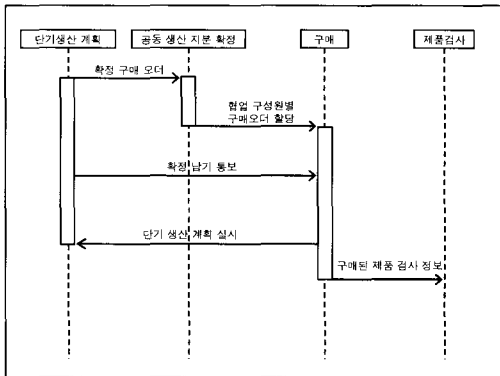 단기생산 계획
공동 생산 지분 확정
구매
제품검사
확정 구매 오더
협업 구성원별
구매오더 할당
확정 납기 통보
단기 생산 계획 실시
구매된 제품 검사 정보